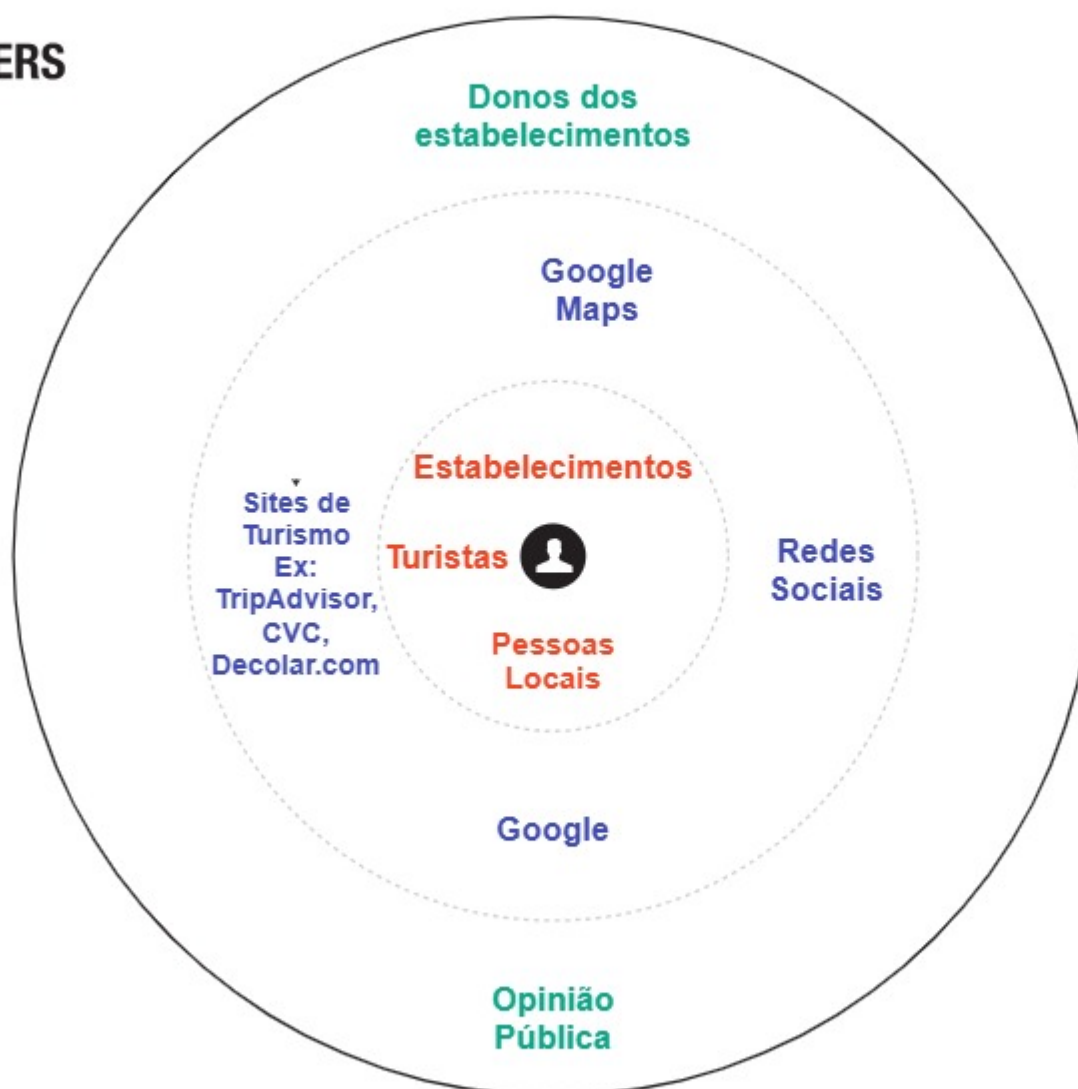 ERS
Donos dos
estabelecimentos
Google
Maps
Estabelecimentos
Sites de
Turismo
Ex:
TripAdvisor,
CVC,
Decolar.com
Turistas
Redes
Sociais
Pessoas
Locais
Google
Opinião
Pública